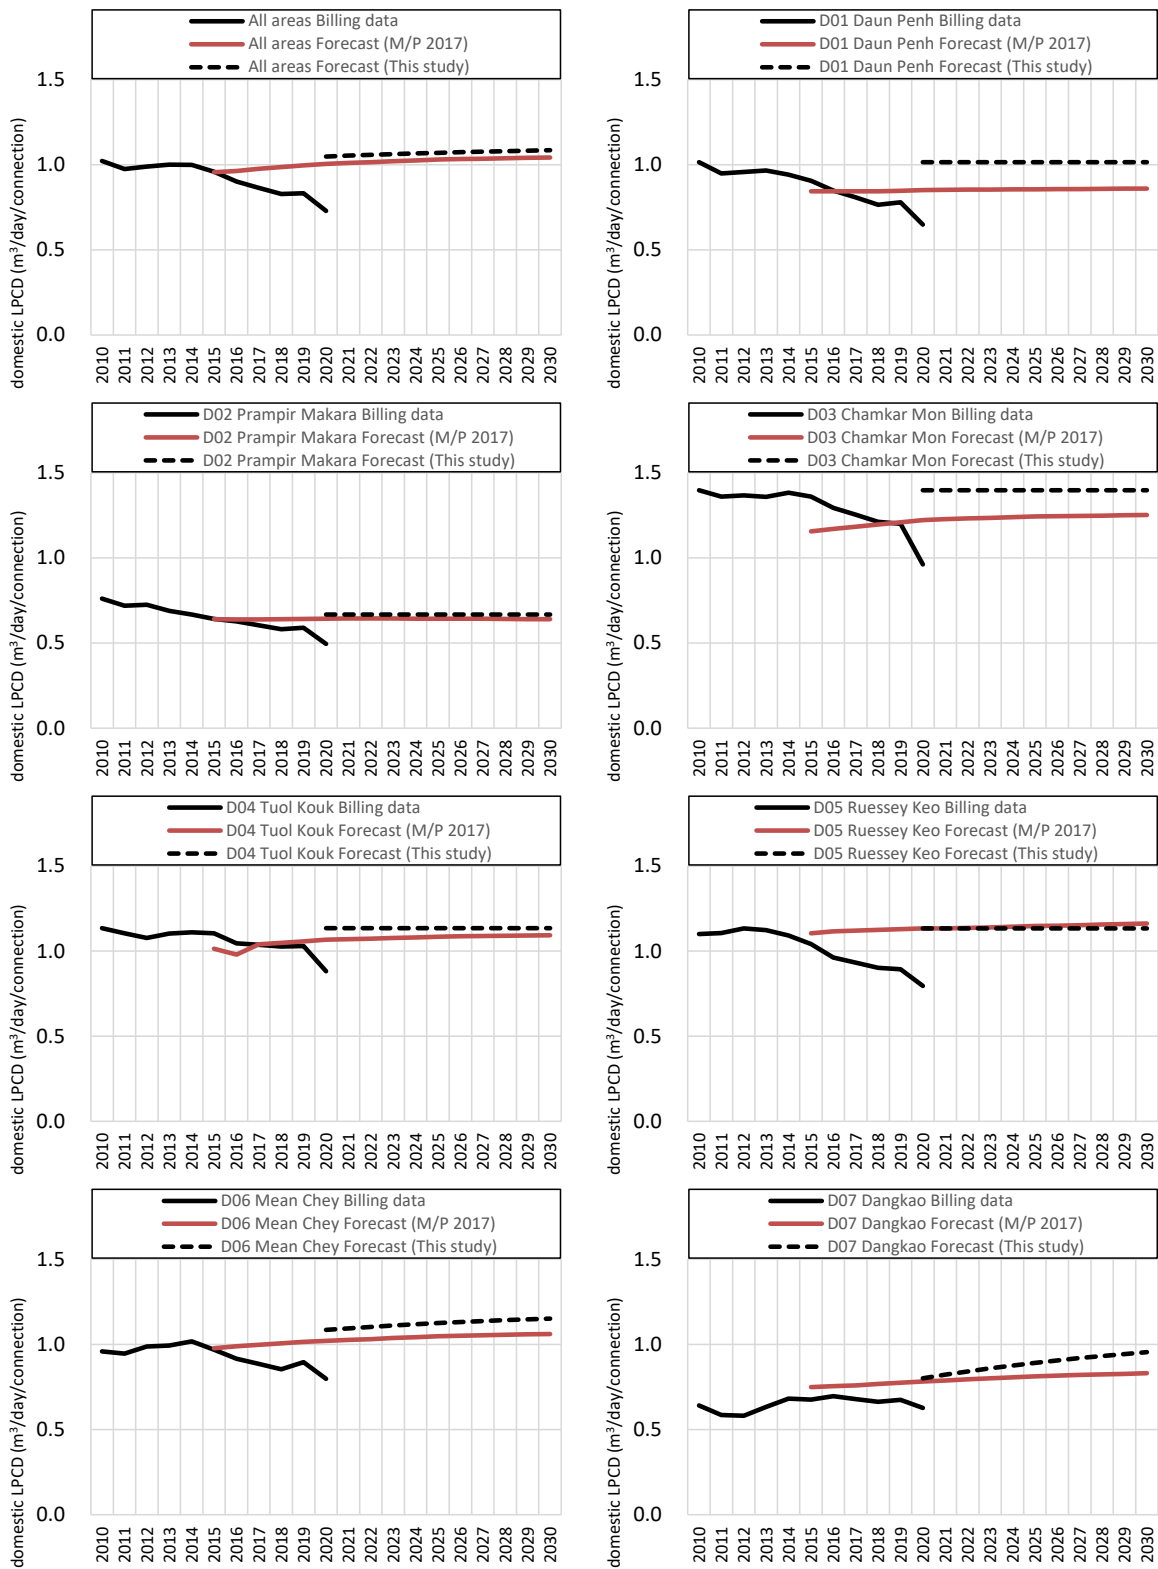 All areas Billing data
All areas Forecast (M/P 2017)
All areas Forecast (This study)
domestic LPCD (m³/day/connection)
1.5
1.0
0.5
0.0
2010 2011 2012 2013 2014 2015 2016 2017 2018 2019 2020 2021 2022 2023 2024 2025 2026 2027 2028 2029 2030
D01 Daun Penh Billing data
D01 Daun Penh Forecast (M/P 2017)
D01 Daun Penh Forecast (This study)
domestic LPCD (m³/day/connection)
1.5
1.0
0.5
0.0
2010 2011 2012 2013 2014 2015 2016 2017 2018 2019 2020 2021 2022 2023 2024 2025 2026 2027 2028 2029 2030
D02 Prampir Makara Billing data
D02 Prampir Makara Forecast (M/P 2017)
D02 Prampir Makara Forecast (This study)
domestic LPCD (m³/day/connection)
1.5
1.0
0.5
0.0
2010 2011 2012 2013 2014 2015 2016 2017 2018 2019 2020 2021 2022 2023 2024 2025 2026 2027 2028 2029 2030
D03 Chamkar Mon Billing data
D03 Chamkar Mon Forecast (M/P 2017)
D03 Chamkar Mon Forecast (This study)
domestic LPCD (m³/day/connection)
1.5
1.0
0.5
0.0
2010 2011 2012 2013 2014 2015 2016 2017 2018 2019 2020 2021 2022 2023 2024 2025 2026 2027 2028 2029 2030
D04 Tuol Kouk Billing data
D04 Tuol Kouk Forecast (M/P 2017)
D04 Tuol Kouk Forecast (This study)
domestic LPCD (m³/day/connection)
1.5
1.0
0.5
0.0
2010 2011 2012 2013 2014 2015 2016 2017 2018 2019 2020 2021 2022 2023 2024 2025 2026 2027 2028 2029 2030
D05 Ruessey Keo Billing data
D05 Ruessey Keo Forecast (M/P 2017)
D05 Ruessey Keo Forecast (This study)
domestic LPCD (m³/day/connection)
1.5
1.0
0.5
0.0
2010 2011 2012 2013 2014 2015 2016 2017 2018 2019 2020 2021 2022 2023 2024 2025 2026 2027 2028 2029 2030
D06 Mean Chey Billing data
D06 Mean Chey Forecast (M/P 2017)
D06 Mean Chey Forecast (This study)
domestic LPCD (m³/day/connection)
1.5
1.0
0.5
0.0
2010 2011 2012 2013 2014 2015 2016 2017 2018 2019 2020 2021 2022 2023 2024 2025 2026 2027 2028 2029 2030
D07 Dangkao Billing data
D07 Dangkao Forecast (M/P 2017)
D07 Dangkao Forecast (This study)
domestic LPCD (m³/day/connection)
1.5
1.0
0.5
0.0
2010 2011 2012 2013 2014 2015 2016 2017 2018 2019 2020 2021 2022 2023 2024 2025 2026 2027 2028 2029 2030